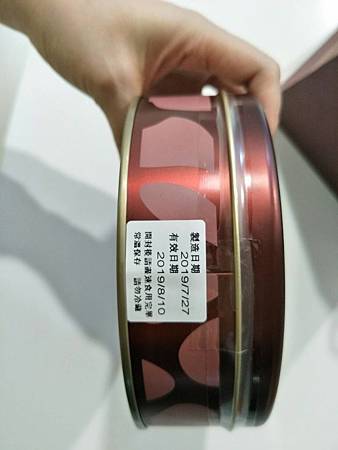 製造日期
2019/7/27
有效日期
2019/8/10
開封後請盡速食用完畢
常溫保存 請勿冷藏